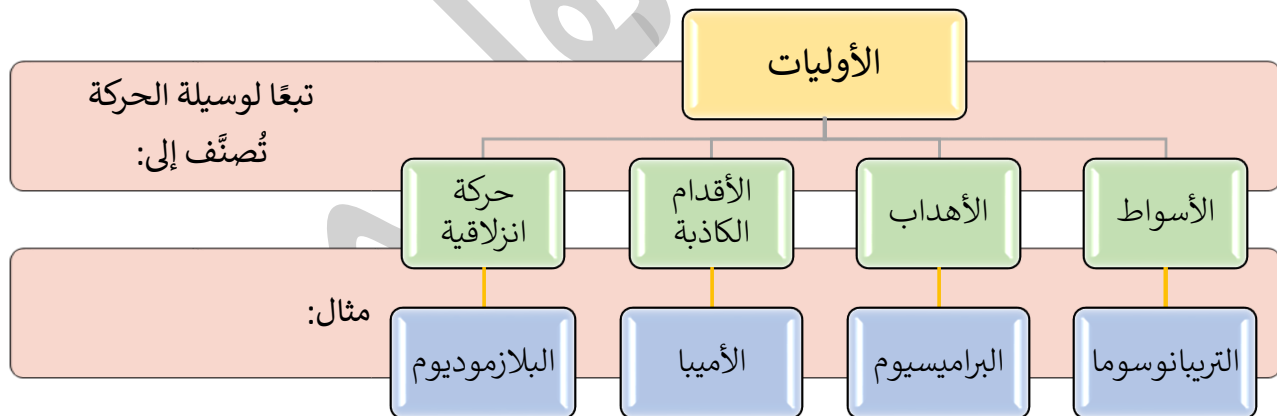 الأوليات
تبعًا لوسيلة الحركة
تُصنَّف إلى:
الأسواط
الأهداب
الأقدام
الكاذبة
حركة
انزلاقية
مثال:
التريبانوسوما
البراميسيوم
الأميبا
البلازموديوم